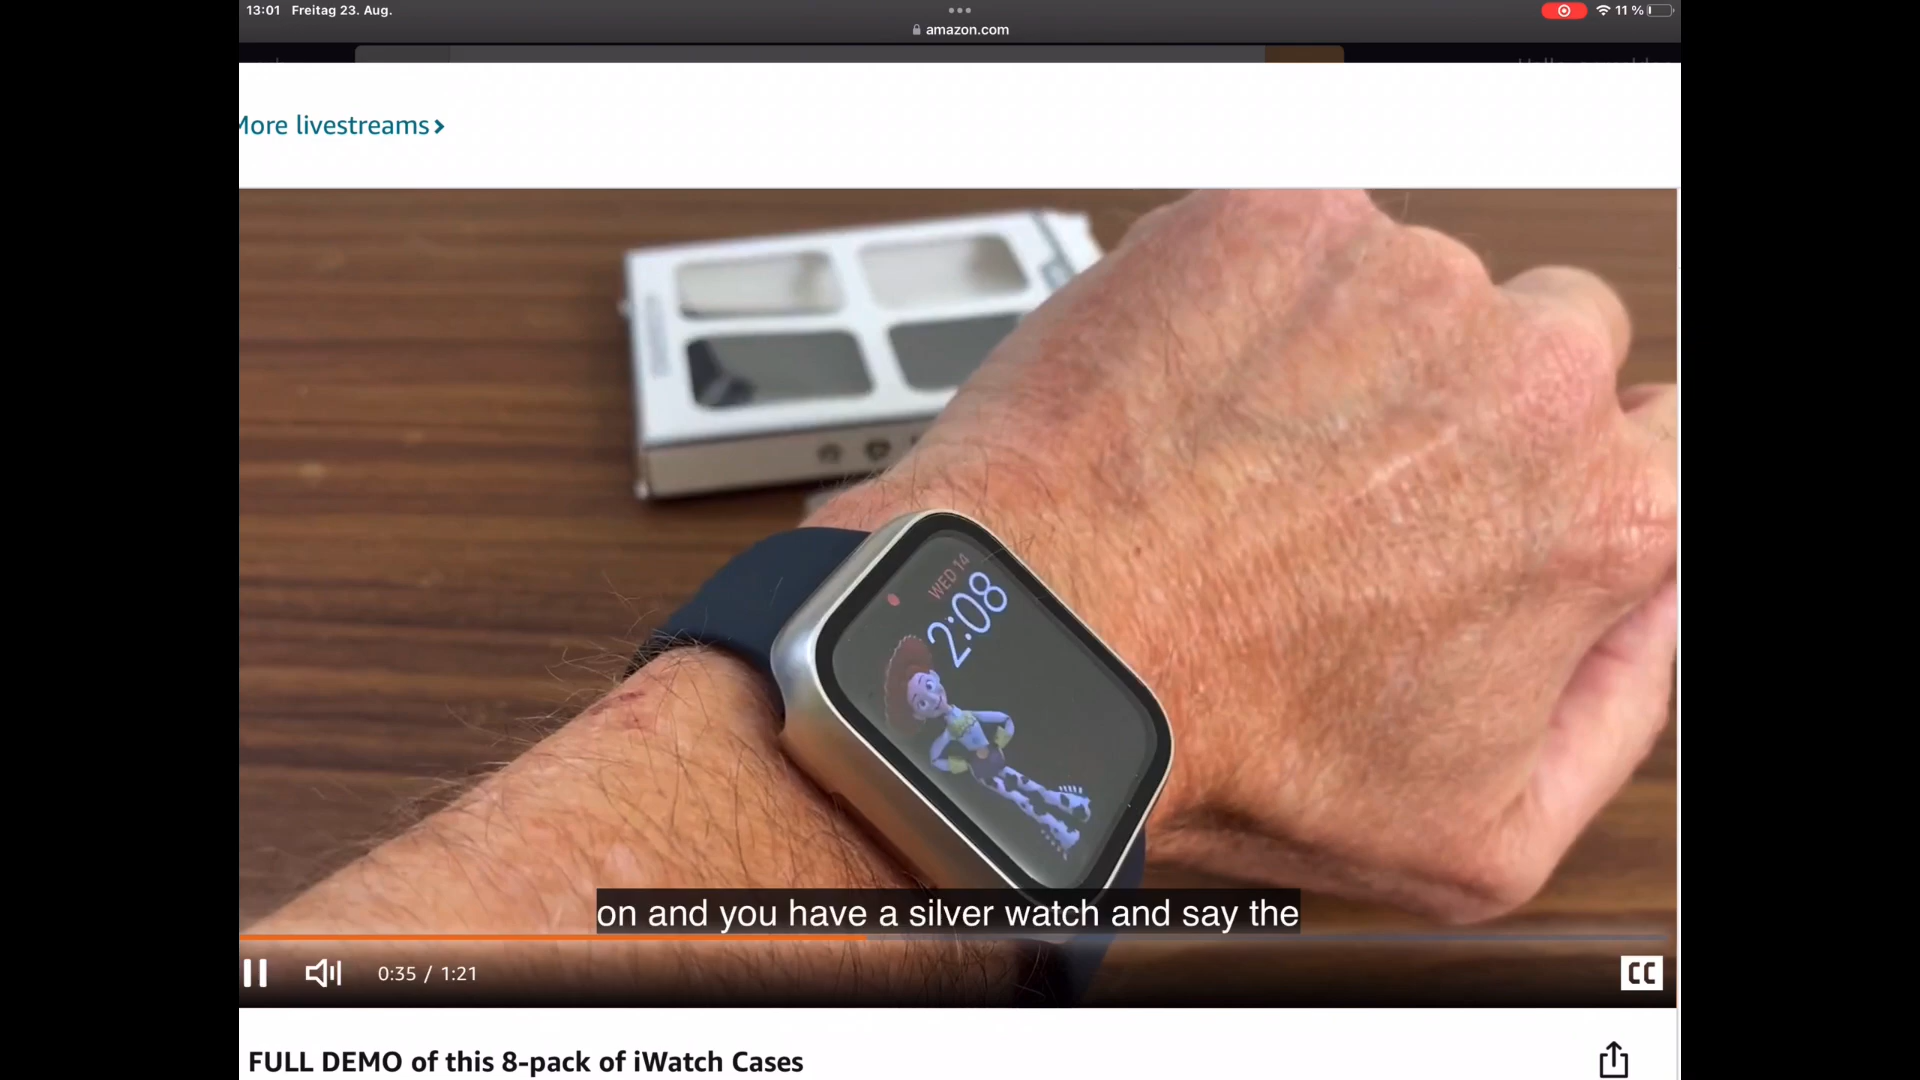 13:01 Freitag 23. Aug.
11 %
amazon.com
More livestreams
WED 14
2:08
on and you have a silver watch and say the
0:35 / 1:21
CC
FULL DEMO of this 8-pack of iWatch Cases